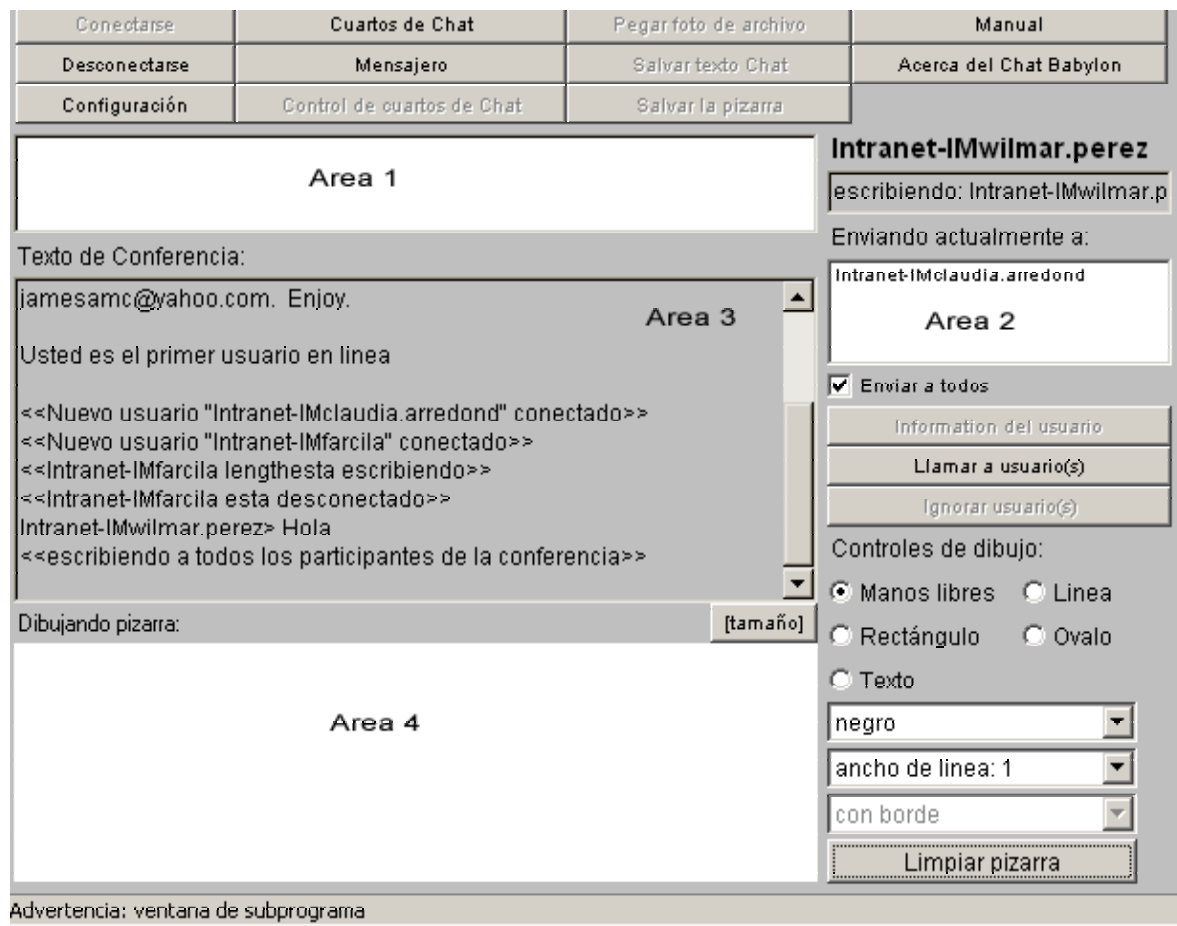 Conectarse Cuartos de Chat Pegar foto de archivo Manual
Desconectarse Mensajero Salvar texto Chat Acerca del Chat Babylon
Configuración Control de cuartos de Chat Salvar la pizarra
Area 1
Intranet-IMwilmar.perez
escribiendo: Intranet-IMwilmar.p
Enviando actualmente a:
Intranet-IMclaudia.arredond
Area 2
Enviar a todos
Information del usuario
Llamar a usuario(s)
Ignorar usuario(s)
Texto de Conferencia:
jamesamc@yahoo.com. Enjoy.
Area 3
Usted es el primer usuario en linea
<<Nuevo usuario "Intranet-IMclaudia.arredond" conectado>>
<<Nuevo usuario "Intranet-IMfarcila" conectado>>
<<Intranet-IMfarcila lengthesta escribiendo>>
<<Intranet-IMfarcila esta desconectado>>
Intranet-IMwilmar.perez> Hola
<<escribiendo a todos los participantes de la conferencia>>
Dibujando pizarra: [tamaño]
Area 4
Controles de dibujo:
Manos libres Linea
Rectángulo Ovalo
Texto
negro
ancho de linea: 1
con borde
Limpiar pizarra
Advertencia: ventana de subprograma